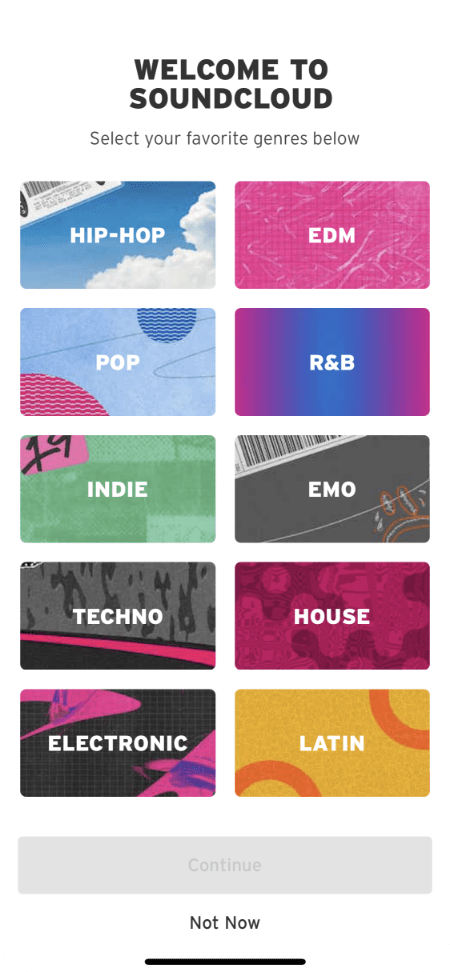 WELCOME TO
SOUNDCLOUD
Select your favorite genres below
HIP-HOP
EDM
POP
R&B
INDIE
EMO
TECHNO
HOUSE
ELECTRONIC
LATIN
Continue
Not Now